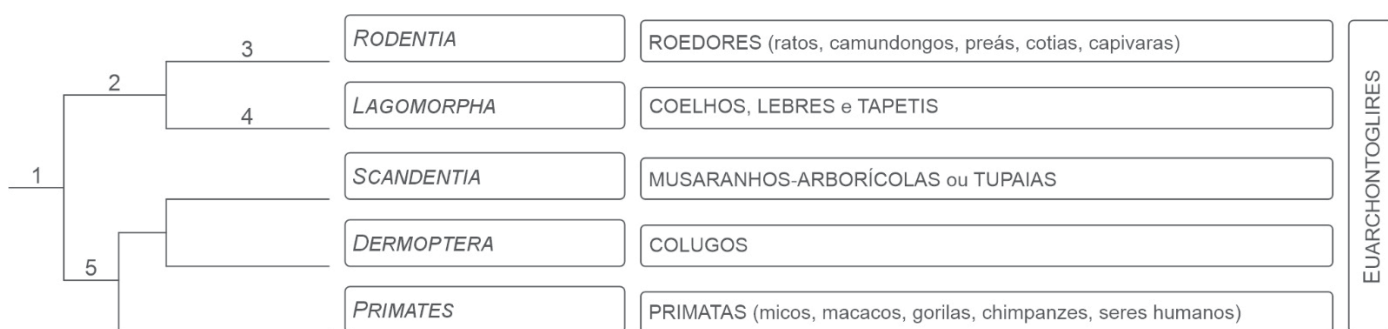 3
RODENTIA
ROEDORES (ratos, camundongos, preás, cotias, capivaras)
2
4
LAGOMORPHA
COELHOS, LEBRES e TAPETIS
1
SCANDENTIA
MUSARANHOS-ARBORÍCOLAS ou TUPAIAS
DERMOPTERA
COLUGOS
5
PRIMATES
PRIMATAS (micos, macacos, gorilas, chimpanzes, seres humanos)
EUARCHONTOGLIRES